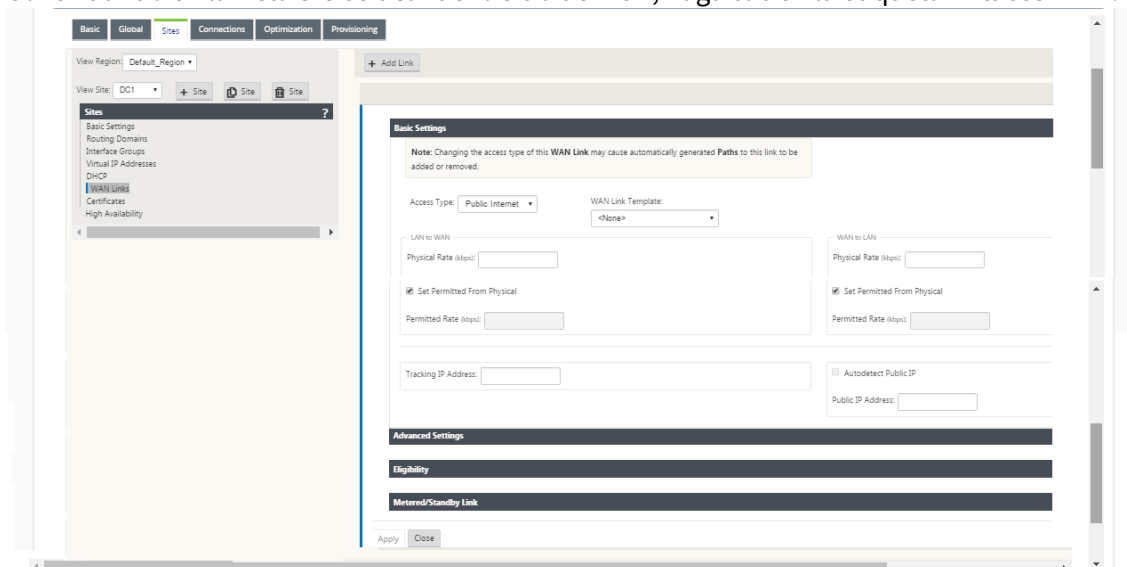 Basic Global Sites Connections Optimization Provisioning
View Region: Default_Region
+ Add Link
View Site: DC1 + Site Site Site
Sites ?
Basic Settings
Routing Domains
Interface Groups
Virtual IP Addresses
DHCP
WAN Links
Certificates
High Availability
Basic Settings
Note: Changing the access type of this WAN Link may cause automatically generated Paths to this link to be
added or removed.
Access Type: Public Internet
WAN Link Template:
<None>
LAN to WAN
WAN to LAN
Physical Rate (kbps):
Physical Rate (kbps):
Set Permitted From Physical
Set Permitted From Physical
Permitted Rate (kbps):
Permitted Rate (kbps):
Tracking IP Address:
Autodetect Public IP
Public IP Address:
Advanced Settings
Eligibility
Metered/Standby Link
Apply Close